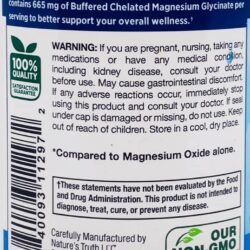 contains 665 mg of Buffered Chelated Magnesium Glycinate per
serving to better support your overall wellness.†
100%
QUALITY
SATISFACTION
GUARANTEE
WARNING: If you are pregnant, nursing, taking any
medications or have any medical condition,
including kidney disease, consult your doctor
before use. May cause gastrointestinal discomfort.
If any adverse reactions occur, immediately stop
using this product and consult your doctor. If seal
under cap is damaged or missing, do not use. Keep
out of reach of children. Store in a cool, dry place.
*Compared to Magnesium Oxide alone.
†These statements have not been evaluated by the Food
and Drug Administration. This product is not intended to
diagnose, treat, cure, or prevent any disease.
Carefully Manufactured by
Nature's Truth
OUR
NON GMO